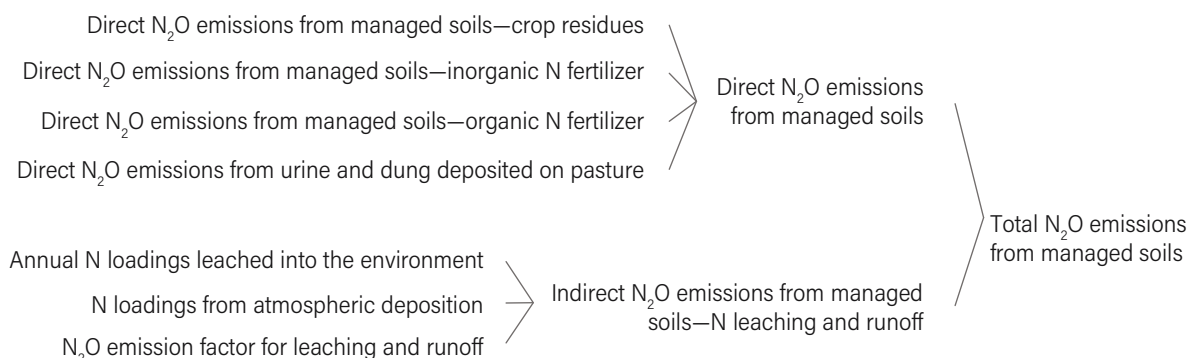 Direct N₂O emissions from managed soils—crop residues
Direct N₂O emissions from managed soils—inorganic N fertilizer
Direct N₂O emissions from managed soils—organic N fertilizer
Direct N₂O emissions from urine and dung deposited on pasture
Direct N₂O emissions
from managed soils
Annual N loadings leached into the environment
N loadings from atmospheric deposition
N₂O emission factor for leaching and runoff
Indirect N₂O emissions from managed
soils—N leaching and runoff
Total N₂O emissions
from managed soils